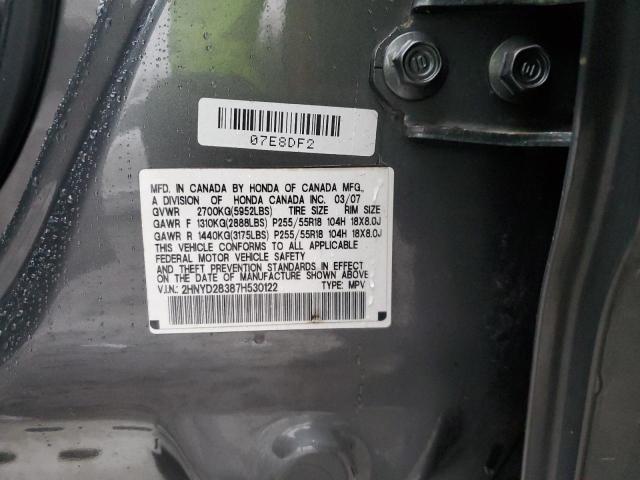 07E8DF2
MFD. IN CANADA BY HONDA OF CANADA MFG.,
A DIVISION OF HONDA CANADA INC. 03/07
GVWR 2700KG(5952LBS) TIRE SIZE RIM SIZE
GAWR F 1310KG(2888LBS) P255/55R18 104H 18X8.0J
GAWR R 1440KG(3175LBS) P255/55R18 104H 18X8.0J
THIS VEHICLE CONFORMS TO ALL APPLICABLE
FEDERAL MOTOR VEHICLE SAFETY
AND THEFT PREVENTION STANDARDS IN EFFECT
ON THE DATE OF MANUFACTURE SHOWN ABOVE.
V.I.N.: 2HNYD28387H530122 TYPE: MPV